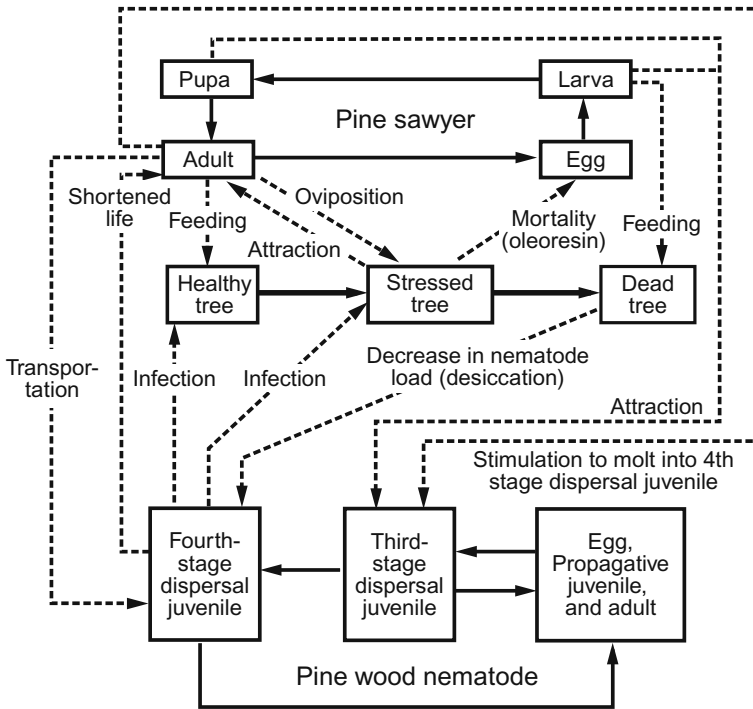 Pupa
Larva
Pine sawyer
Adult
Egg
Shortened
life
Oviposition
Feeding
Attraction
Mortality
(oleoresin)
Feeding
Healthy
tree
Stressed
tree
Dead
tree
Transpor-
tation
Infection
Infection
Decrease in nematode
load (desiccation)
Attraction
Stimulation to molt into 4th
stage dispersal juvenile
Fourth-
stage
dispersal
juvenile
Third-
stage
dispersal
juvenile
Egg,
Propagative
juvenile,
and adult
Pine wood nematode